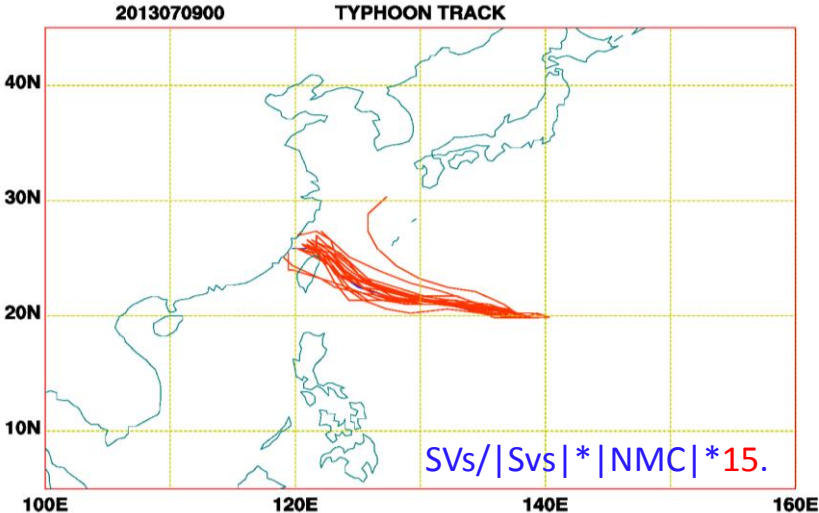 2013070900 TYPHOON TRACK
40N
30N
20N
10N
SVs/|Svs|*|NMC|*15.
100E 120E 140E 160E